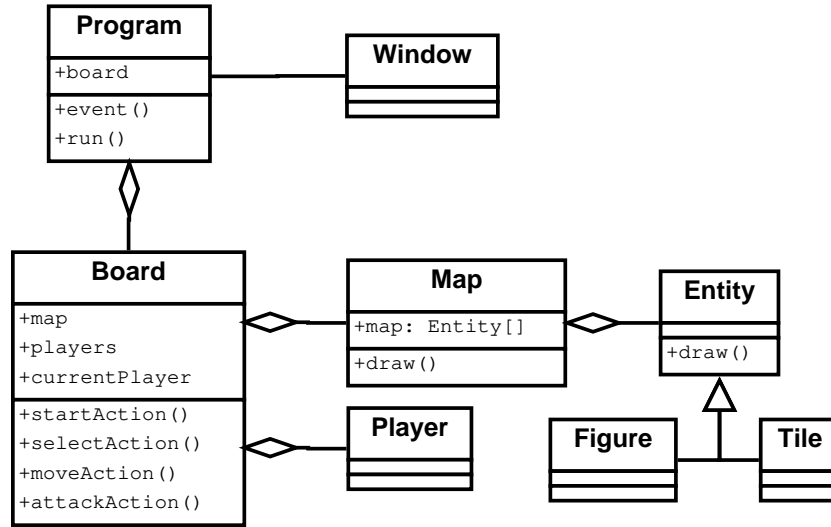 Program
+board
+event()
+run()
Window
Board
+map
+players
+currentPlayer
+startAction()
+selectAction()
+moveAction()
+attackAction()
Map
+map: Entity[]
+draw()
Entity
+draw()
Player
Figure
Tile